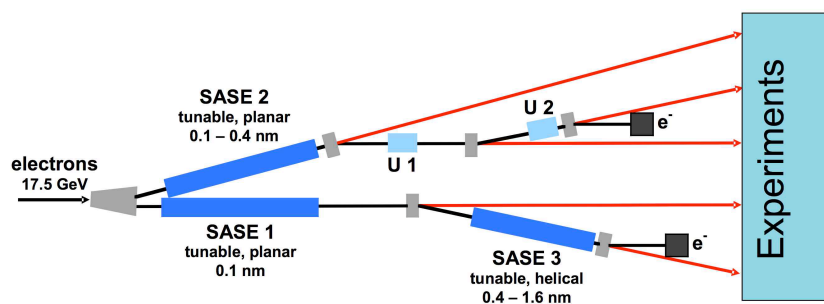 SASE 2
tunable, planar
0.1 – 0.4 nm
U 2
e-
U 1
electrons
17.5 GeV
SASE 1
tunable, planar
0.1 nm
e-
SASE 3
tunable, helical
0.4 – 1.6 nm
Experiments